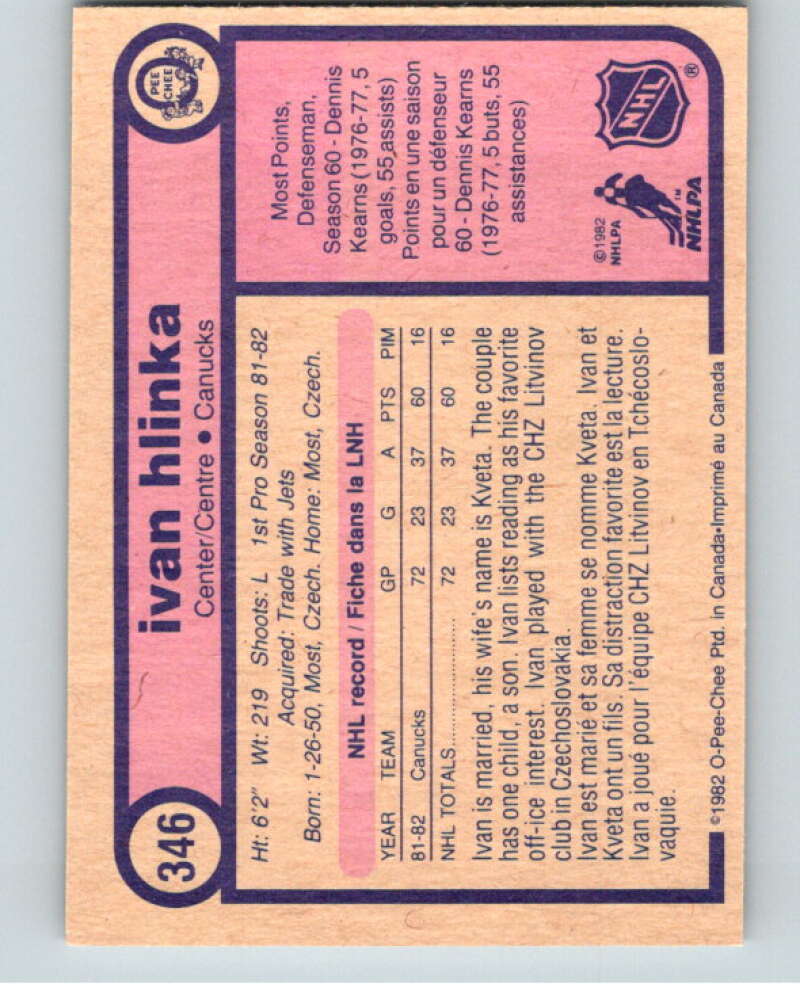 346
ivan hlinka
Center/Centre • Canucks
O
PEE
CHEE
Ht: 6'2" Wt: 219 Shoots: L 1st Pro Season 81-82
Acquired: Trade with Jets
Born: 1-26-50, Most, Czech. Home: Most, Czech.
NHL record / Fiche dans la LNH
YEAR TEAM GP G A PTS PIM
81-82 Canucks 72 23 37 60 16
NHL TOTALS.................... 72 23 37 60 16
Ivan is married, his wife's name is Kveta. The couple
has one child, a son. Ivan lists reading as his favorite
off-ice interest. Ivan played with the CHZ Litvinov
club in Czechoslovakia.
Ivan est marié et sa femme se nomme Kveta. Ivan et
Kveta ont un fils. Sa distraction favorite est la lecture.
Ivan a joué pour l'équipe CHZ Litvinov en Tchécoslo-
vaquie.
Most Points,
Defenseman,
Season 60 - Dennis
Kearns (1976-77, 5
goals, 55 assists)
Points en une saison
pour un défenseur
60 - Dennis Kearns
(1976-77, 5 buts, 55
assistances)
©1982
NHLPA
NHLPA™
NHL®
©1982 O-Pee-Chee Ptd. in Canada•Imprimé au Canada